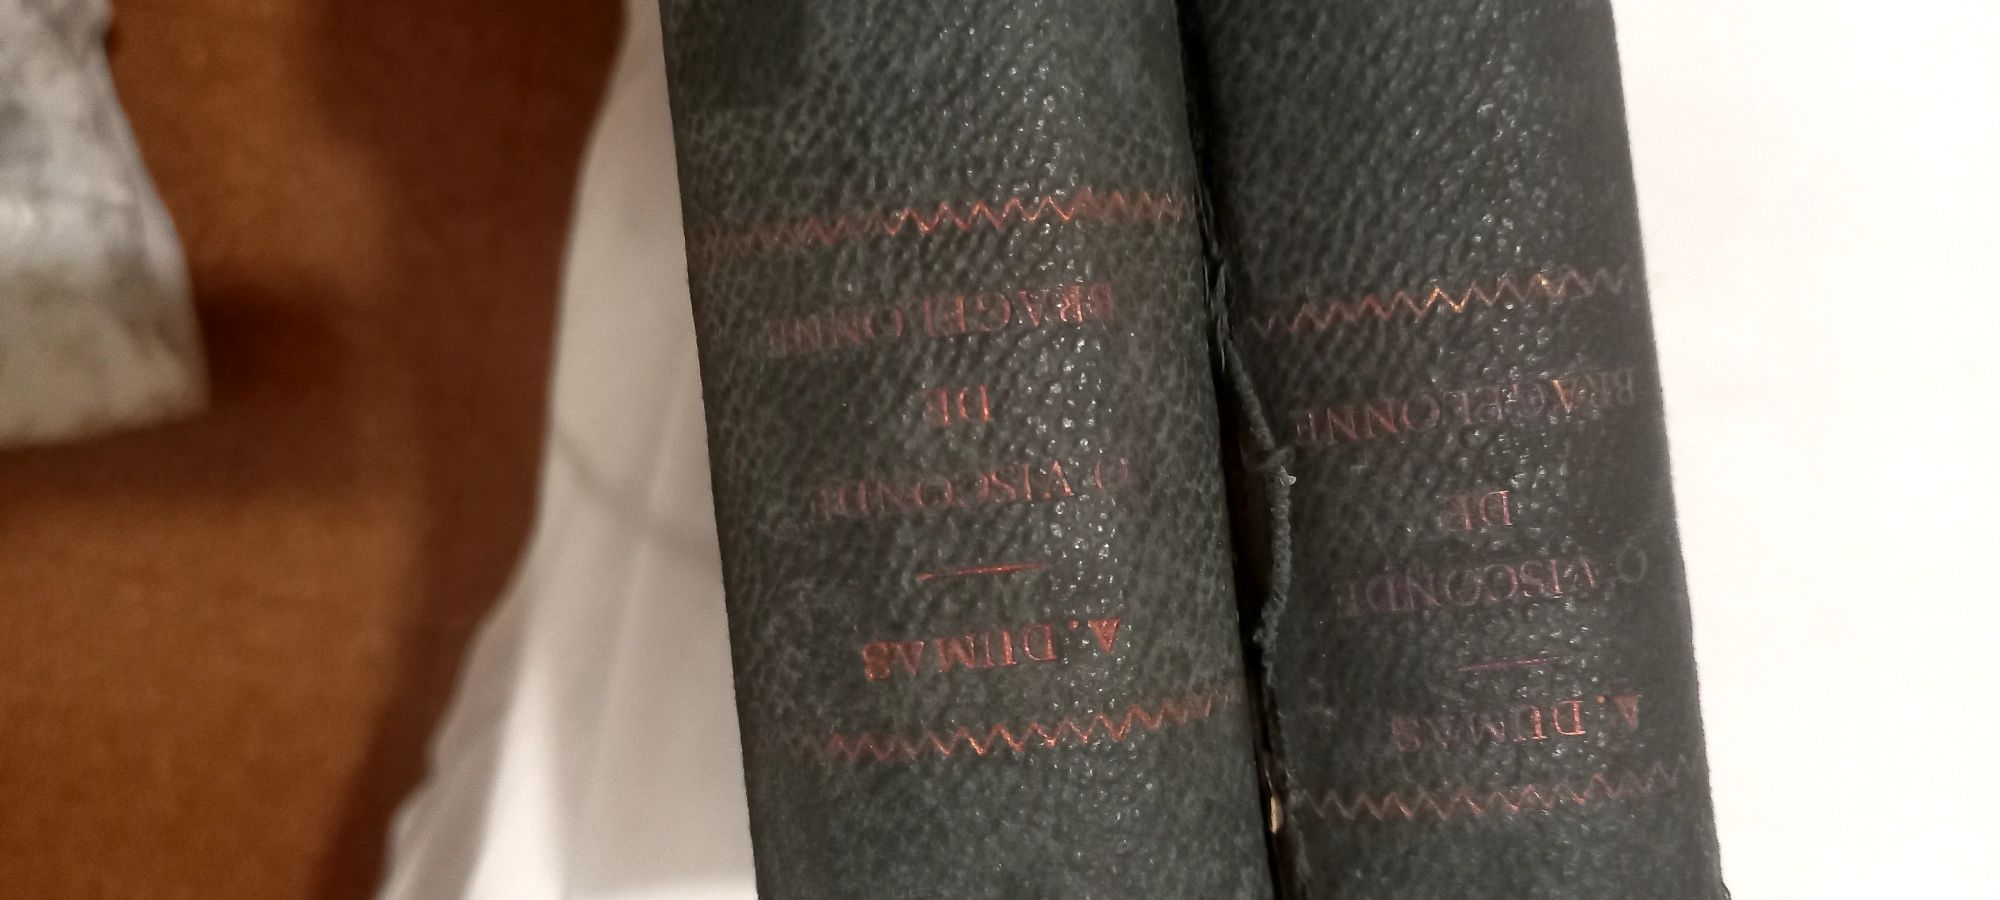 A. DUMAS
O VISCONDE
DE
BRAGELONNE
A. DUMAS
O VISCONDE
DE
BRAGELONNE